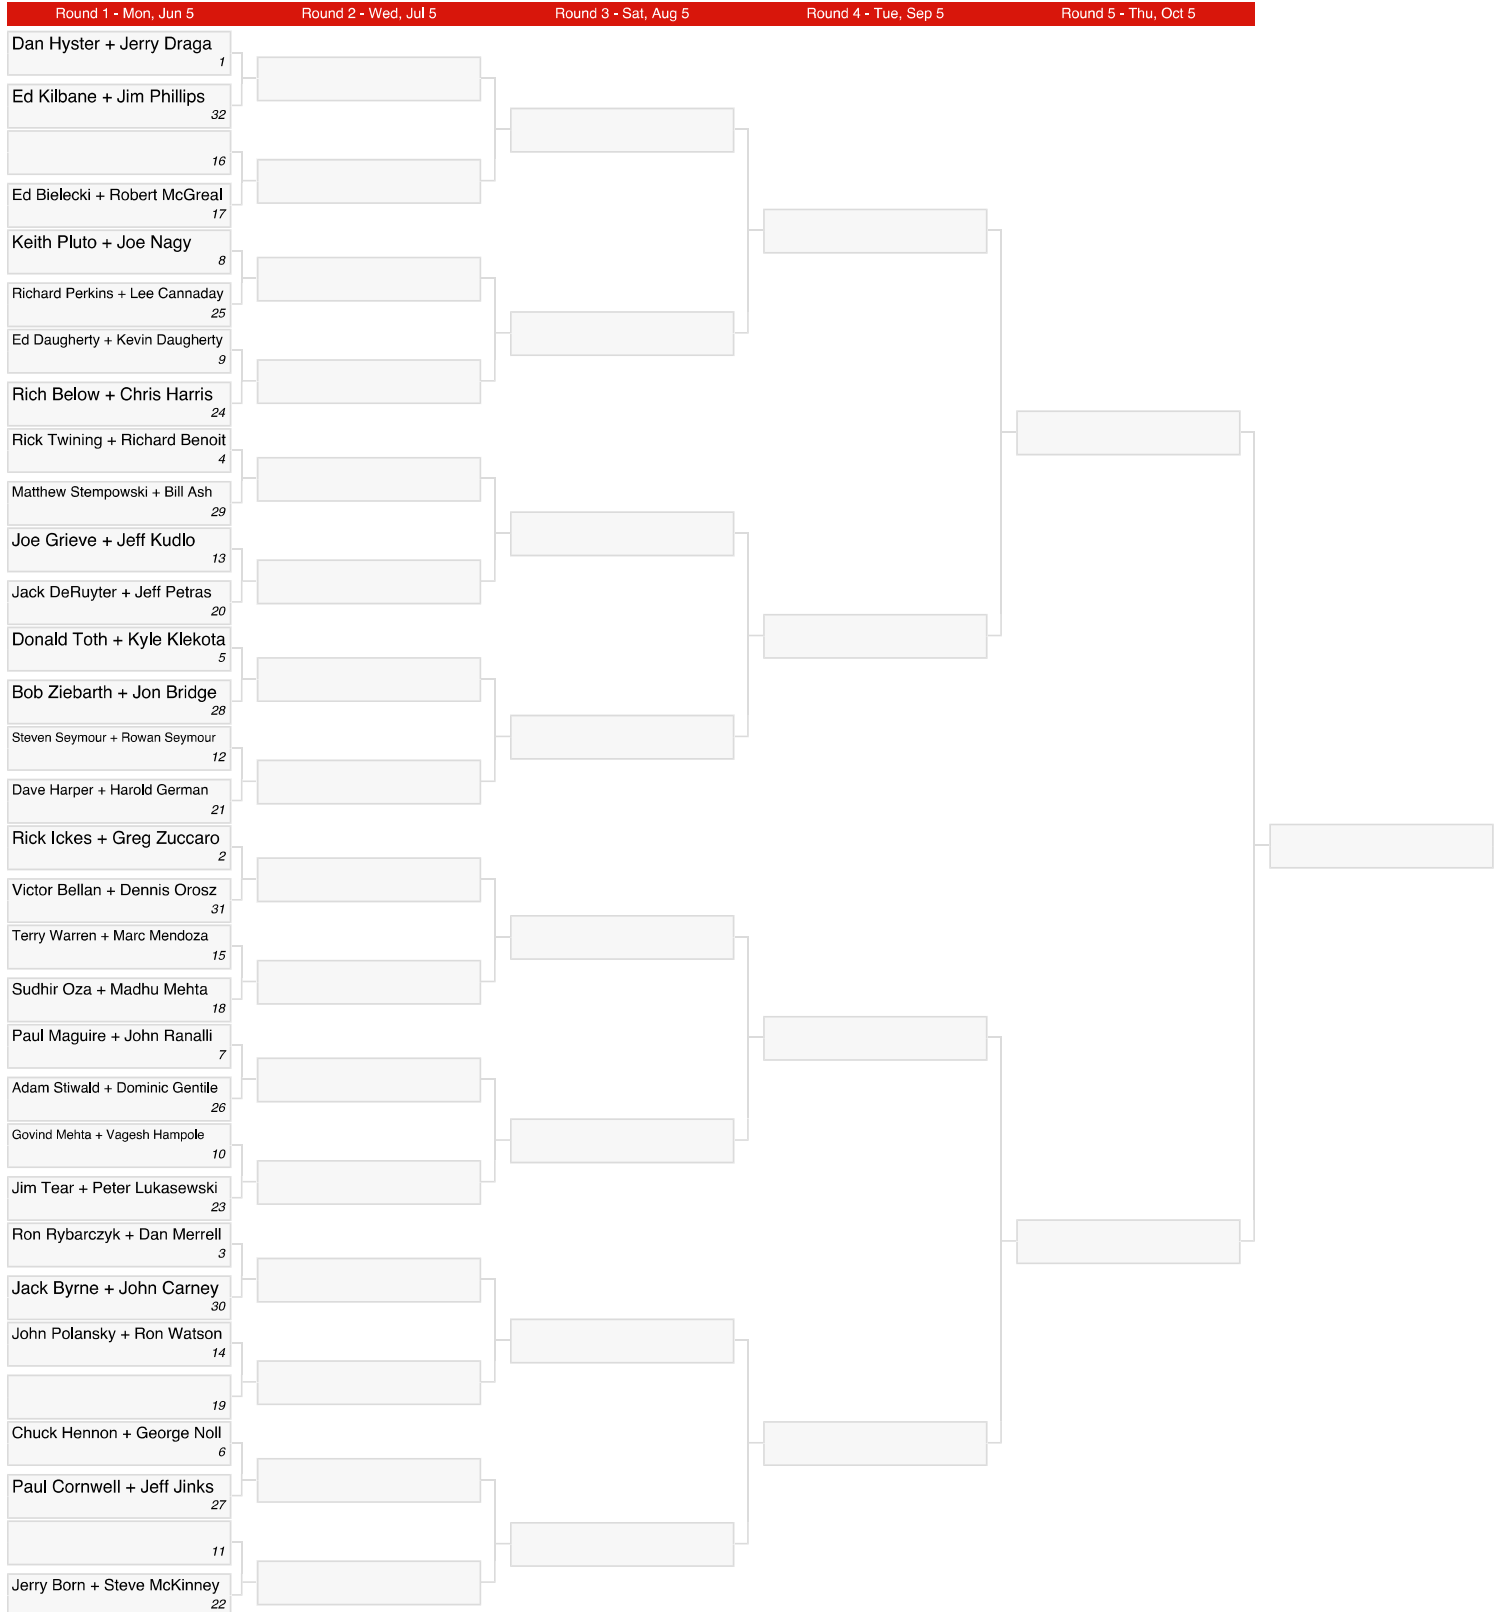 Round 1 - Mon, Jun 5
Round 2 - Wed, Jul 5
Round 3 - Sat, Aug 5
Round 4 - Tue, Sep 5
Round 5 - Thu, Oct 5
Dan Hyster + Jerry Draga
1
Ed Kilbane + Jim Phillips
32
16
Ed Bielecki + Robert McGreal
17
Keith Pluto + Joe Nagy
8
Richard Perkins + Lee Cannaday
25
Ed Daugherty + Kevin Daugherty
9
Rich Below + Chris Harris
24
Rick Twining + Richard Benoit
4
Matthew Stempowski + Bill Ash
29
Joe Grieve + Jeff Kudlo
13
Jack DeRuyter + Jeff Petras
20
Donald Toth + Kyle Klekota
5
Bob Ziebarth + Jon Bridge
28
Steven Seymour + Rowan Seymour
12
Dave Harper + Harold German
21
Rick Ickes + Greg Zuccaro
2
Victor Bellan + Dennis Orosz
31
Terry Warren + Marc Mendoza
15
Sudhir Oza + Madhu Mehta
18
Paul Maguire + John Ranalli
7
Adam Stiwald + Dominic Gentile
26
Govind Mehta + Vagesh Hampole
10
Jim Tear + Peter Lukasewski
23
Ron Rybarczyk + Dan Merrell
3
Jack Byrne + John Carney
30
John Polansky + Ron Watson
14
19
Chuck Hennon + George Noll
6
Paul Cornwell + Jeff Jinks
27
11
Jerry Born + Steve McKinney
22